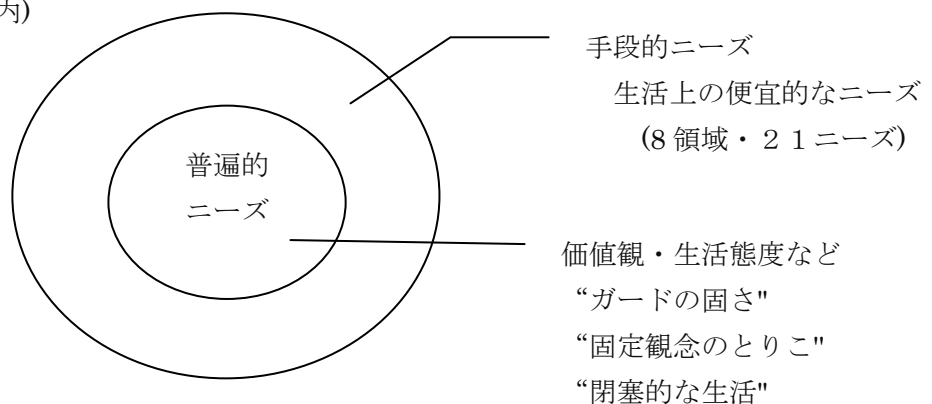 内)
手段的ニーズ
生活上の便宜的なニーズ
(8 領域・２１ニーズ)
普遍的
ニーズ
価値観・生活態度など
“ガードの固さ"
“固定観念のとりこ"
“閉塞的な生活"